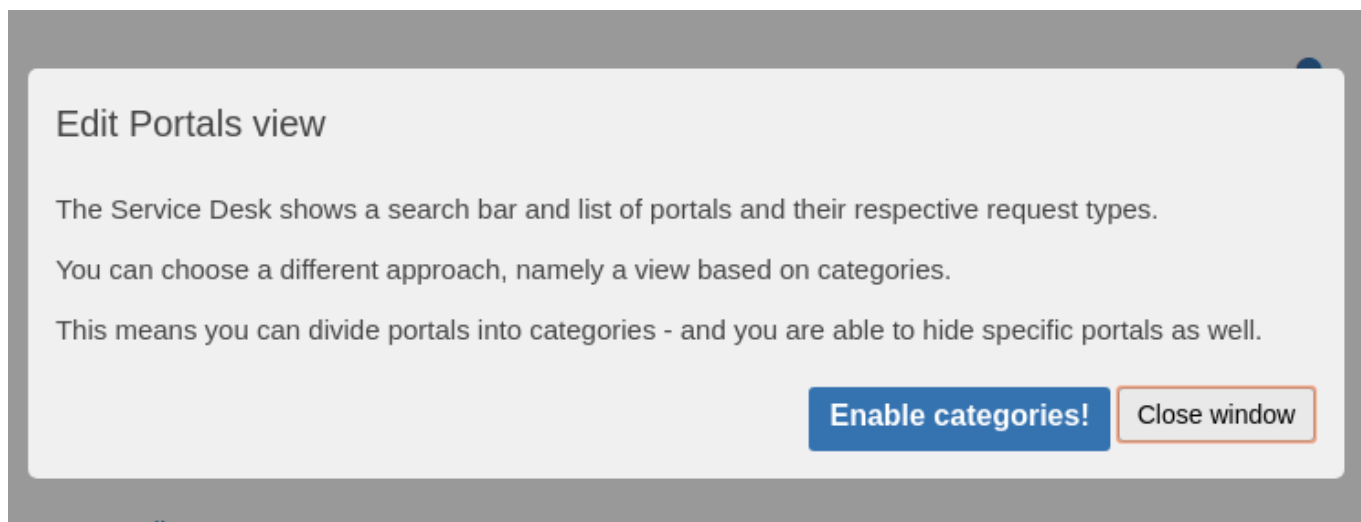 Edit Portals view
The Service Desk shows a search bar and list of portals and their respective request types.
You can choose a different approach, namely a view based on categories.
This means you can divide portals into categories - and you are able to hide specific portals as well.
Enable categories! Close window